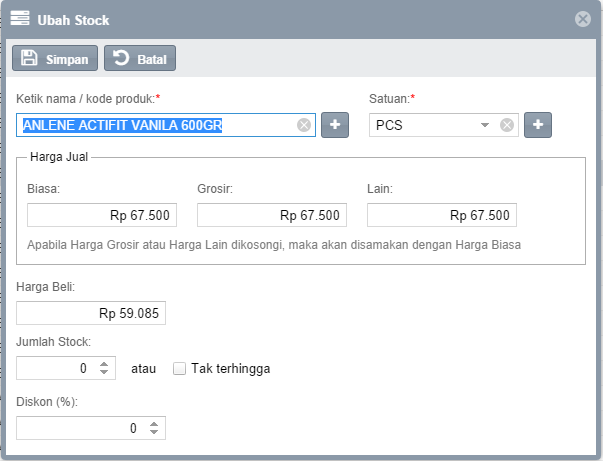 Ubah Stock
Simpan Batal
Ketik nama / kode produk:* Satuan:*
ANLENE ACTIFIT VANILA 600GR PCS
Harga Jual
Biasa: Grosir: Lain:
Rp 67.500 Rp 67.500 Rp 67.500
Apabila Harga Grosir atau Harga Lain dikosongi, maka akan disamakan dengan Harga Biasa
Harga Beli:
Rp 59.085
Jumlah Stock:
0 atau Tak terhingga
Diskon (%):
0